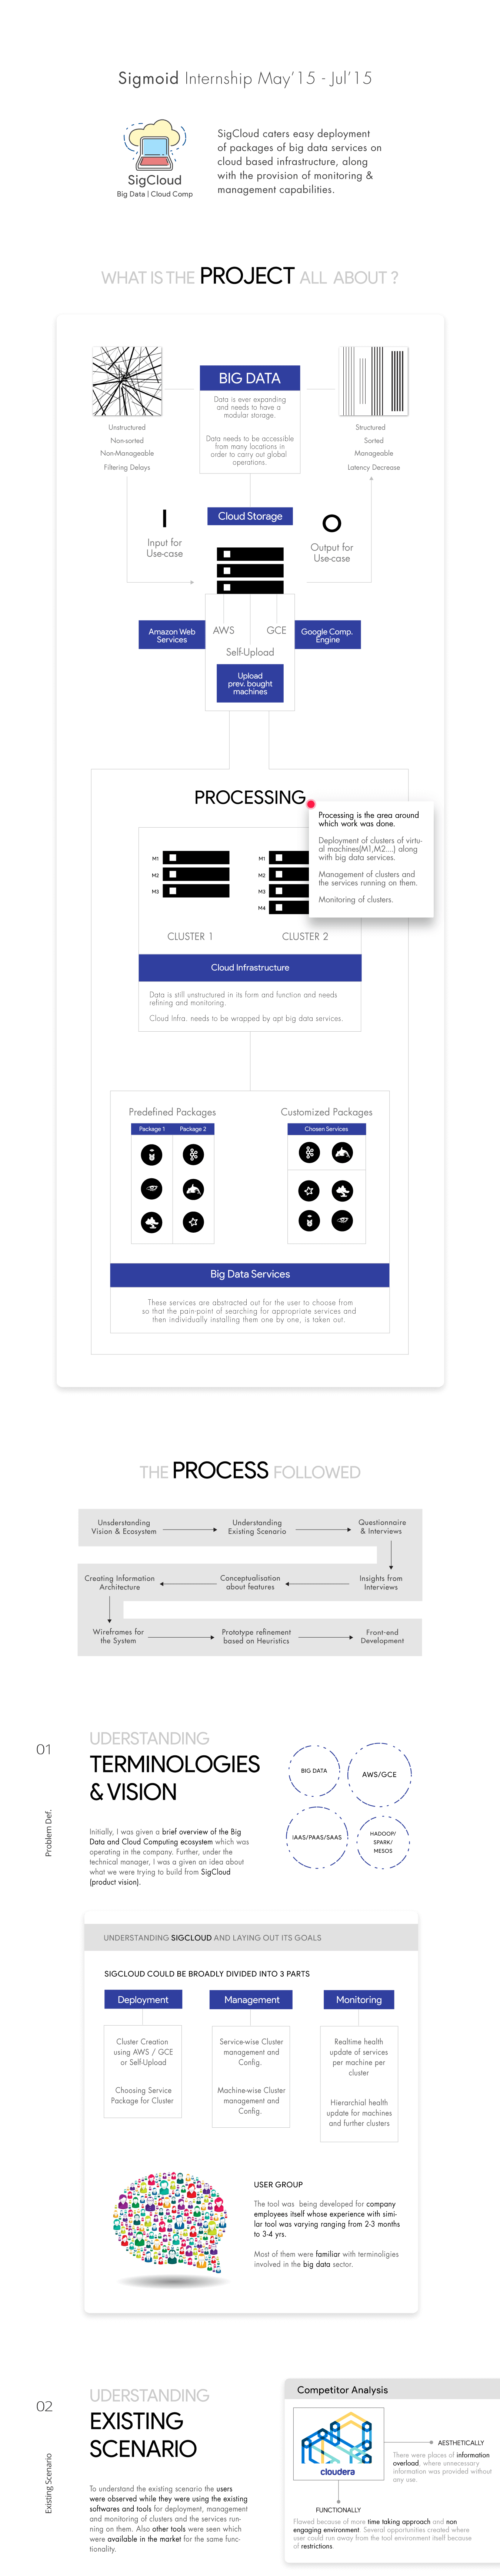 Sigmoid Internship May'15 - Jul'15
SigCloud caters easy deployment
of packages of big data services on
cloud based infrastructure, along
with the provision of monitoring &
management capabilities.
SigCloud
Big Data | Cloud Comp
WHAT IS THE PROJECT ALL ABOUT ?
BIG DATA
Data is ever expanding
and needs to have a
modular storage.
Data needs to be accessible
from many locations in
order to carry out global
operations.
Unstructured
Non-sorted
Non-Manageable
Filtering Delays
Structured
Sorted
Manageable
Latency Decrease
I
Input for
Use-case
Cloud Storage
O
Output for
Use-case
Amazon Web
Services
AWS
GCE
Google Comp.
Engine
Self-Upload
Upload
prev. bought
machines
PROCESSING
Processing is the area around
which work was done.
Deployment of clusters of virtu-
al machines(M1,M2....) along
with big data services.
Management of clusters and
the services running on them.
Monitoring of clusters.
M1
M2
M3
M1
M2
M3
M4
CLUSTER 1
CLUSTER 2
Cloud Infrastructure
Data is still unstructured in its form and function and needs
refining and monitoring.
Cloud Infra. needs to be wrapped by apt big data services.
Predefined Packages
Customized Packages
Package 1
Package 2
Chosen Services
Big Data Services
These services are abstracted out for the user to choose from
so that the pain-point of searching for appropriate services and
then individually installing them one by one, is taken out.
THE PROCESS FOLLOWED
Unsderstanding
Vision & Ecosystem
Understanding
Existing Scenario
Questionnaire
& Interviews
Creating Information
Architecture
Conceptualisation
about features
Insights from
Interviews
Wireframes for
the System
Prototype refinement
based on Heuristics
Front-end
Development
01
Problem Def.
UDERSTANDING
TERMINOLOGIES
& VISION
Initially, I was given a brief overview of the Big
Data and Cloud Computing ecosystem which was
operating in the company. Further, under the
technical manager, I was a given an idea about
what we were trying to build from SigCloud
(product vision).
BIG DATA
AWS/GCE
IAAS/PAAS/SAAS
HADOOP/
SPARK/
MESOS
UNDERSTANDING SIGCLOUD AND LAYING OUT ITS GOALS
SIGCLOUD COULD BE BROADLY DIVIDED INTO 3 PARTS
Deployment
Management
Monitoring
Cluster Creation
using AWS / GCE
or Self-Upload
Choosing Service
Package for Cluster
Service-wise Cluster
management and
Config.
Machine-wise Cluster
management and
Config.
Realtime health
update of services
per machine per
cluster
Hierarchial health
update for machines
and further clusters
USER GROUP
The tool was being developed for company
employees itself whose experience with simi-
lar tool was varying ranging from 2-3 months
to 3-4 yrs.
Most of them were familiar with terminoligies
involved in the big data sector.
02
Existing Scenario
UDERSTANDING
EXISTING
SCENARIO
To understand the existing scenario the users
were observed while they were using the existing
softwares and tools for deployment, management
and monitoring of clusters and the services run-
ning on them. Also other tools were seen which
were available in the market for the same func-
tionality.
Competitor Analysis
cloudera
AESTHETICALLY
There were places of information
overload, where unnecessary
information was provided without
any use.
FUNCTIONALLY
Flawed because of more time taking approach and non
engaging environment. Several opportunities created where
user could run away from the tool environment itself because
of restrictions.